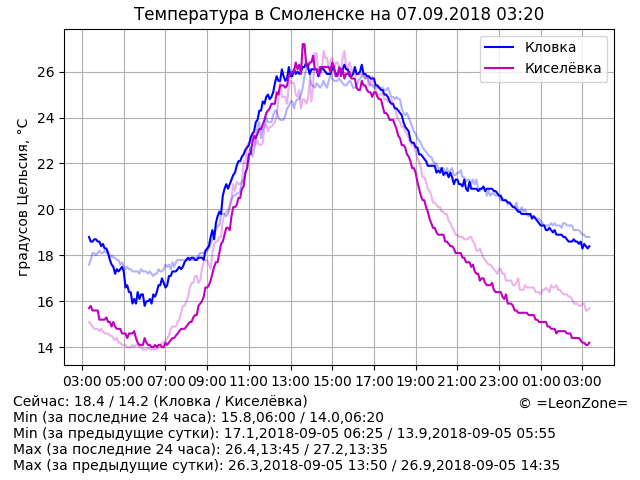 Температура в Смоленске на 07.09.2018 03:20
Кловка
Киселёвка
градусов Цельсия, °C
26
24
22
20
18
16
14
03:00 05:00 07:00 09:00 11:00 13:00 15:00 17:00 19:00 21:00 23:00 01:00 03:00
Сейчас: 18.4 / 14.2 (Кловка / Киселёвка)
© =LeonZone=
Min (за последние 24 часа): 15.8,06:00 / 14.0,06:20
Min (за предыдущие сутки): 17.1,2018-09-05 06:25 / 13.9,2018-09-05 05:55
Max (за последние 24 часа): 26.4,13:45 / 27.2,13:35
Max (за предыдущие сутки): 26.3,2018-09-05 13:50 / 26.9,2018-09-05 14:35